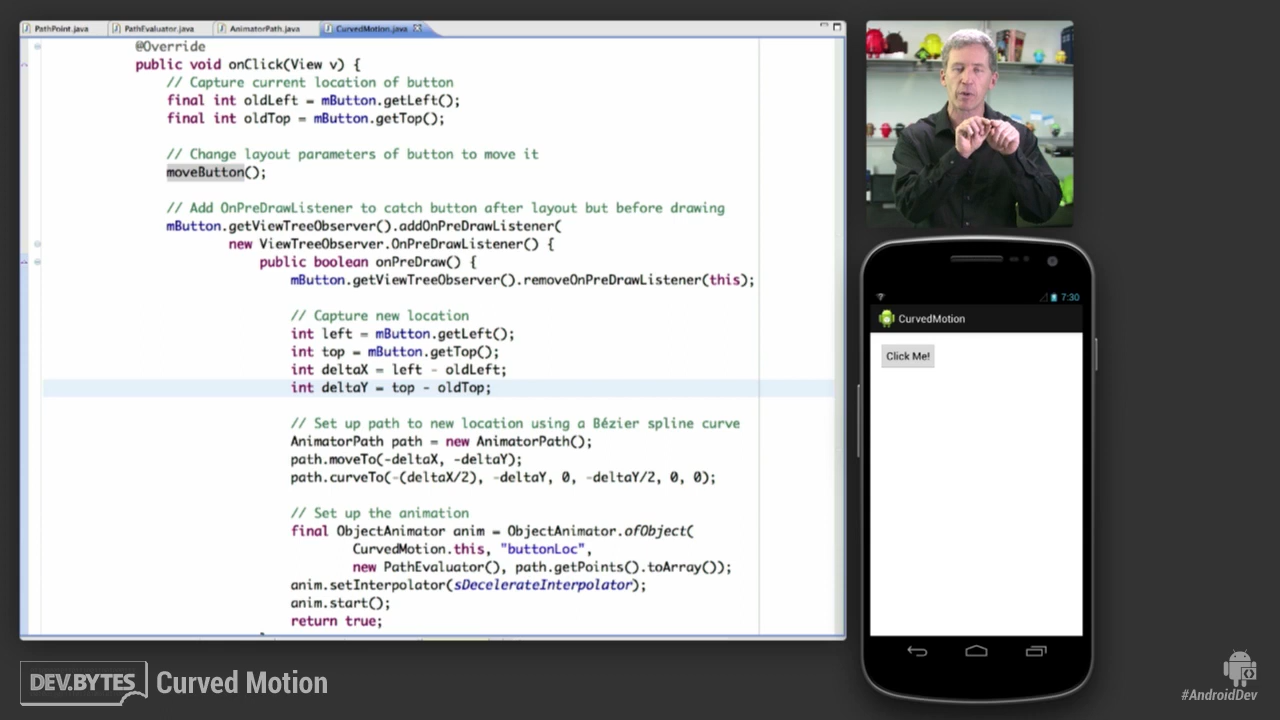 PathPoint.java PathEvaluator.java AnimatorPath.java CurvedMotion.java
@Override
public void onClick(View v) {
// Capture current location of button
final int oldLeft = mButton.getLeft();
final int oldTop = mButton.getTop();
// Change layout parameters of button to move it
moveButton();
// Add OnPreDrawListener to catch button after layout but before drawing
mButton.getViewTreeObserver().addOnPreDrawListener(
new ViewTreeObserver.OnPreDrawListener() {
public boolean onPreDraw() {
mButton.getViewTreeObserver().removeOnPreDrawListener(this);
// Capture new location
int left = mButton.getLeft();
int top = mButton.getTop();
int deltaX = left - oldLeft;
int deltaY = top - oldTop;
// Set up path to new location using a Bézier spline curve
AnimatorPath path = new AnimatorPath();
path.moveTo(-deltaX, -deltaY);
path.curveTo(-(deltaX/2), -deltaY, 0, -deltaY/2, 0, 0);
// Set up the animation
final ObjectAnimator anim = ObjectAnimator.ofObject(
CurvedMotion.this, "buttonLoc",
new PathEvaluator(), path.getPoints().toArray());
anim.setInterpolator(sDecelerateInterpolator);
anim.start();
return true;
7:30
CurvedMotion
Click Me!
DEV.BYTES Curved Motion
#AndroidDev